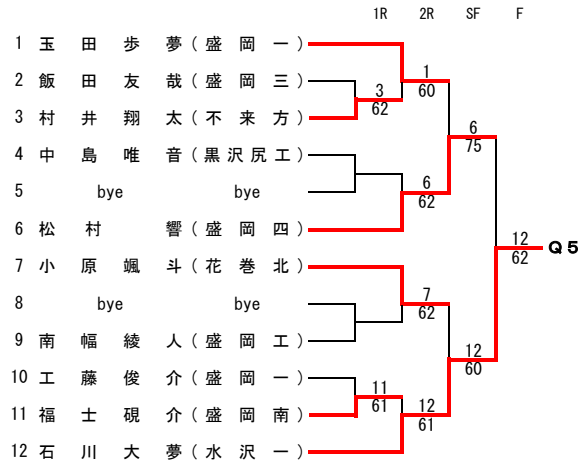 1R 2R SF F
1 玉田歩夢(盛岡一)
2 飯田友哉(盛岡三)
3 村井翔太(不来方)
4 中島唯音(黒沢尻工)
5 bye bye
6 松村響(盛岡四)
7 小原颯斗(花巻北)
8 bye bye
9 南幅綾人(盛岡工)
10 工藤俊介(盛岡一)
11 福士硯介(盛岡南)
12 石川大夢(水沢一)
3
62
11
61
1
60
6
62
7
62
12
61
6
75
12
60
12
62
Q5